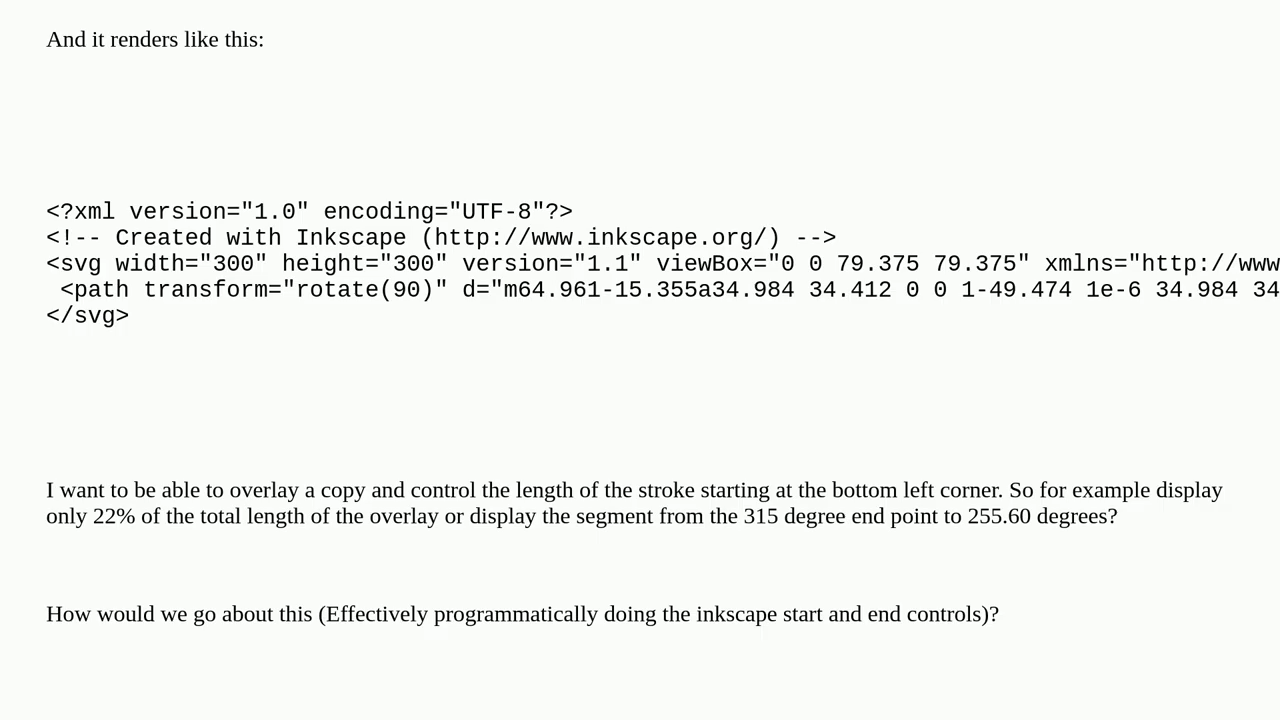 And it renders like this:
<?xml version="1.0" encoding="UTF-8"?>
<!-- Created with Inkscape (http://www.inkscape.org/) -->
<svg width="300" height="300" version="1.1" viewBox="0 0 79.375 79.375" xmlns="http://www
<path transform="rotate(90)" d="m64.961-15.355a34.984 34.412 0 0 1-49.474 1e-6 34.984 34
</svg>
I want to be able to overlay a copy and control the length of the stroke starting at the bottom left corner. So for example display
only 22% of the total length of the overlay or display the segment from the 315 degree end point to 255.60 degrees?
How would we go about this (Effectively programmatically doing the inkscape start and end controls)?